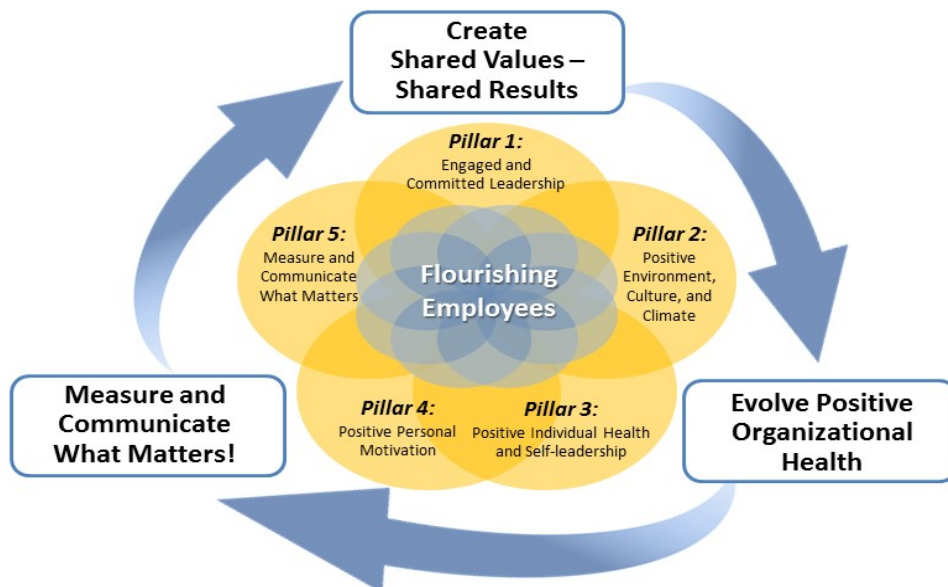 Create
Shared Values –
Shared Results
Pillar 1:
Engaged and
Committed Leadership
Pillar 5:
Measure and
Communicate
What Matters
Flourishing
Employees
Pillar 2:
Positive
Environment,
Culture, and
Climate
Measure and
Communicate
What Matters!
Pillar 4:
Positive Personal
Motivation
Pillar 3:
Positive Individual Health
and Self-leadership
Evolve Positive
Organizational
Health